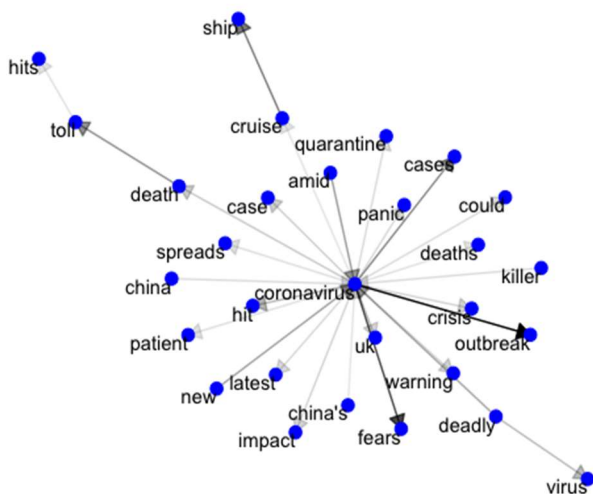 ship
hits
toll
cruise
quarantine
cases
amid
death
case
panic
could
spreads
deaths
china
coronavirus
killer
hit
crisis
patient
uk
outbreak
latest
warning
new
china's
impact
fears
deadly
virus